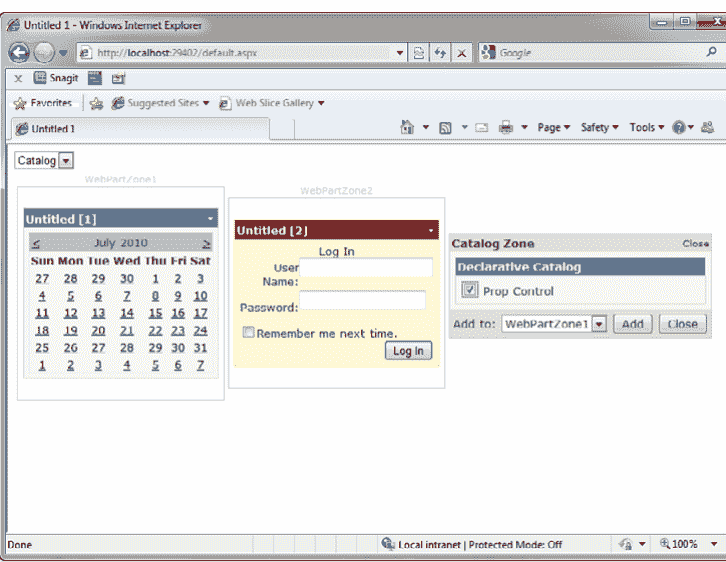 Untitled 1 - Windows Internet Explorer
http://localhost:29402/default.aspx
Google
x Snagit
Favorites Suggested Sites ▼ Web Slice Gallery ▼
Untitled 1
Page ▼ Safety ▼ Tools ▼
Catalog
WebPartZone1
Untitled [1]
< July 2010 >
Sun Mon Tue Wed Thu Fri Sat
27 28 29 30 1 2 3
4 5 6 7 8 9 10
11 12 13 14 15 16 17
18 19 20 21 22 23 24
25 26 27 28 29 30 31
1 2 3 4 5 6 7
WebPartZone2
Untitled [2]
Log In
User
Name:
Password:
Remember me next time.
Log In
Catalog Zone Close
Declarative Catalog
Prop Control
Add to: WebPartZone1 Add Close
Done
Local intranet | Protected Mode: Off
100%